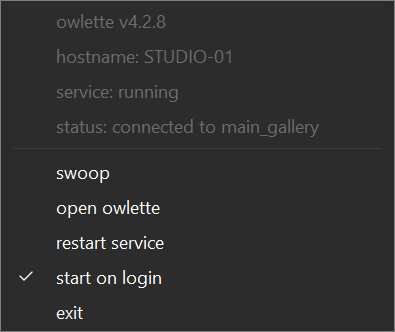 owlette v4.2.8
hostname: STUDIO-01
service: running
status: connected to main_gallery
swoop
open owlette
restart service
start on login
exit